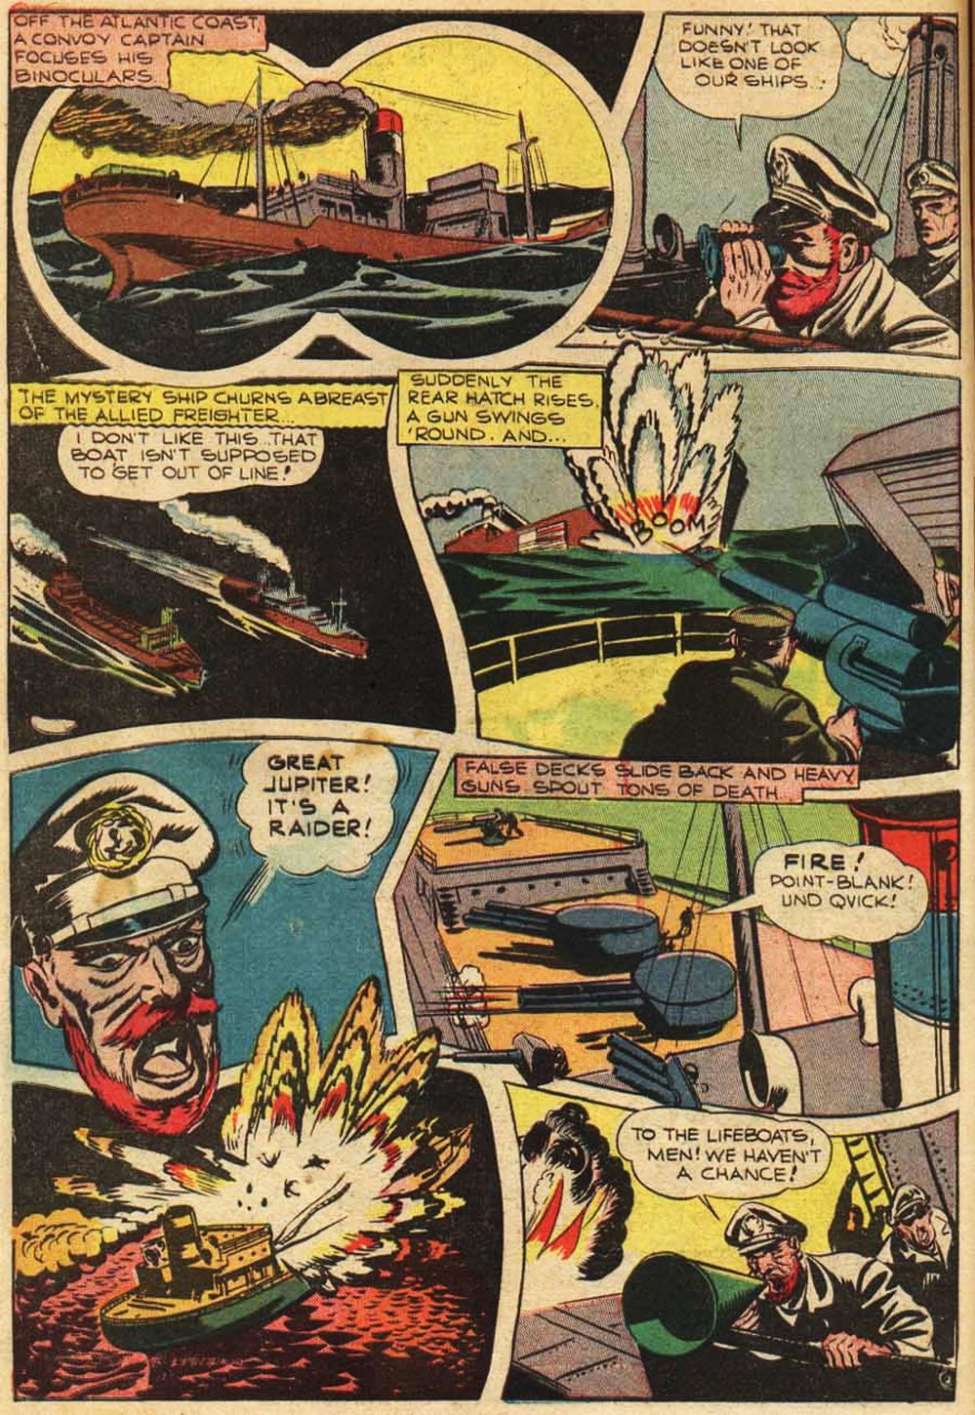 OFF THE ATLANTIC COAST,
A CONVOY CAPTAIN
FOCUSES HIS
BINOCULARS.
FUNNY! THAT
DOESN'T LOOK
LIKE ONE OF
OUR SHIPS...
THE MYSTERY SHIP CHURNS ABREAST
OF THE ALLIED FREIGHTER...
I DON'T LIKE THIS..THAT
BOAT ISN'T SUPPOSED
TO GET OUT OF LINE!
SUDDENLY THE
REAR HATCH RISES,
A GUN SWINGS
'ROUND. AND...
BOOM
GREAT
JUPITER!
IT'S A
RAIDER!
FALSE DECKS SLIDE BACK AND HEAVY
GUNS SPOUT TONS OF DEATH...
FIRE!
POINT-BLANK!
UND QVICK!
TO THE LIFEBOATS,
MEN! WE HAVEN'T
A CHANCE!